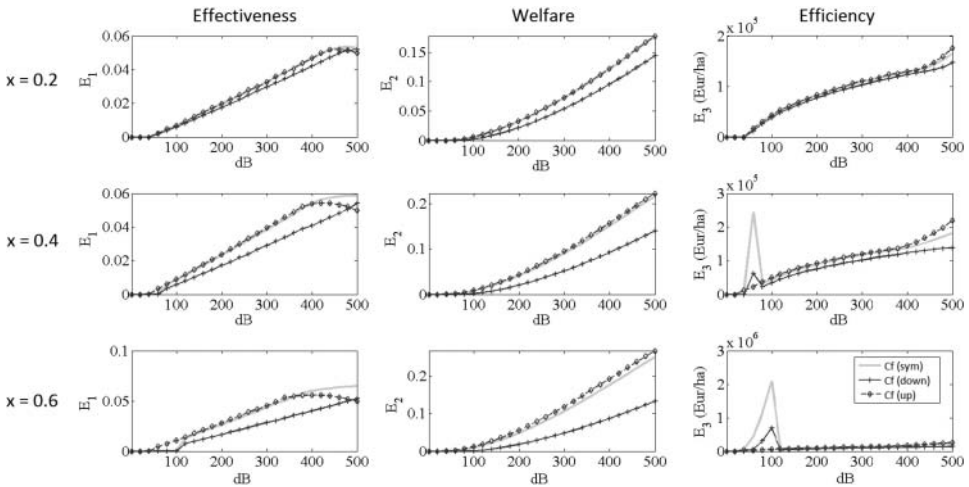 Effectiveness Welfare Efficiency
x = 0.2
E1
0.06
0.04
0.02
0
100 200 300 400 500
dB
E2
0.15
0.1
0.05
0
100 200 300 400 500
dB
E3 (Eur/ha)
x 10^5
2
1
0
100 200 300 400 500
dB
x = 0.4
E1
0.06
0.04
0.02
0
100 200 300 400 500
dB
E2
0.2
0.1
0
100 200 300 400 500
dB
E3 (Eur/ha)
x 10^5
3
2
1
0
100 200 300 400 500
dB
x = 0.6
E1
0.1
0.05
0
100 200 300 400 500
dB
E2
0.2
0.1
0
100 200 300 400 500
dB
E3 (Eur/ha)
x 10^6
3
2
1
0
100 200 300 400 500
dB
Cf (sym)
Cf (down)
Cf (up)